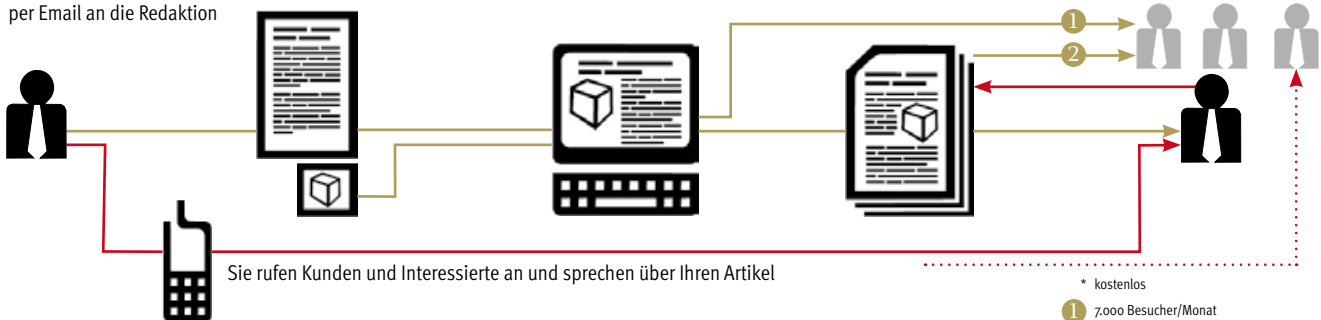 per Email an die Redaktion
1
2
Sie rufen Kunden und Interessierte an und sprechen über Ihren Artikel
* kostenlos
1 7.000 Besucher/Monat